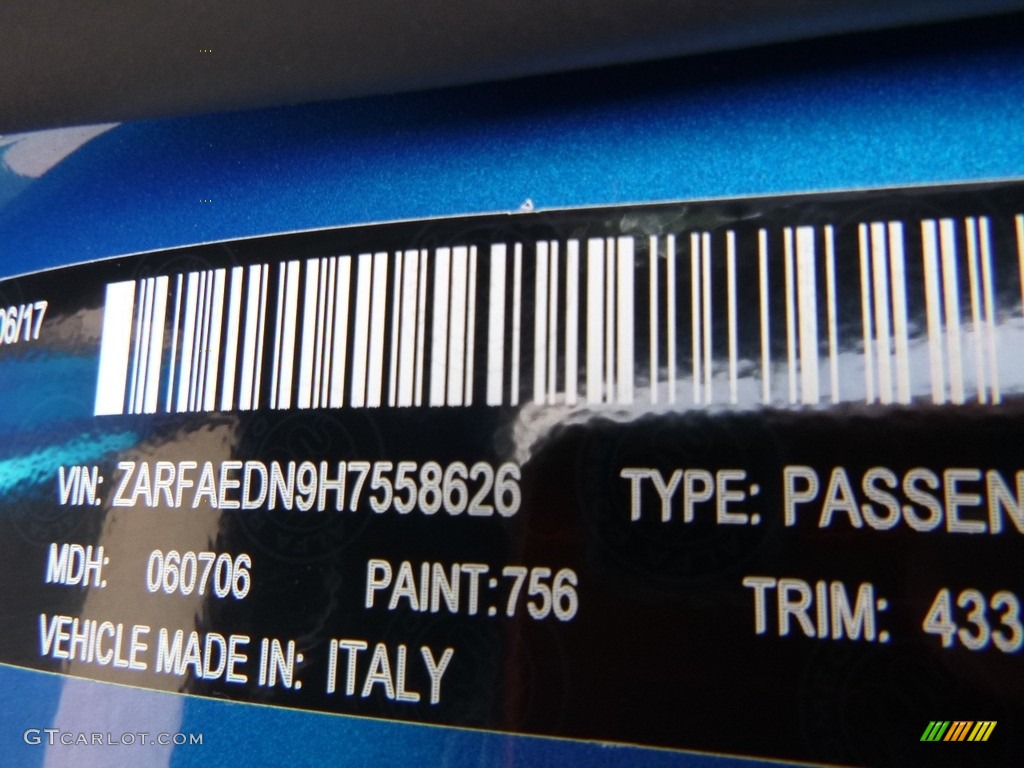 06/17
VIN: ZARFAEDN9H7558626 TYPE: PASSEN
MDH: 060706 PAINT:756 TRIM: 433
VEHICLE MADE IN: ITALY
GTCARLOT.COM